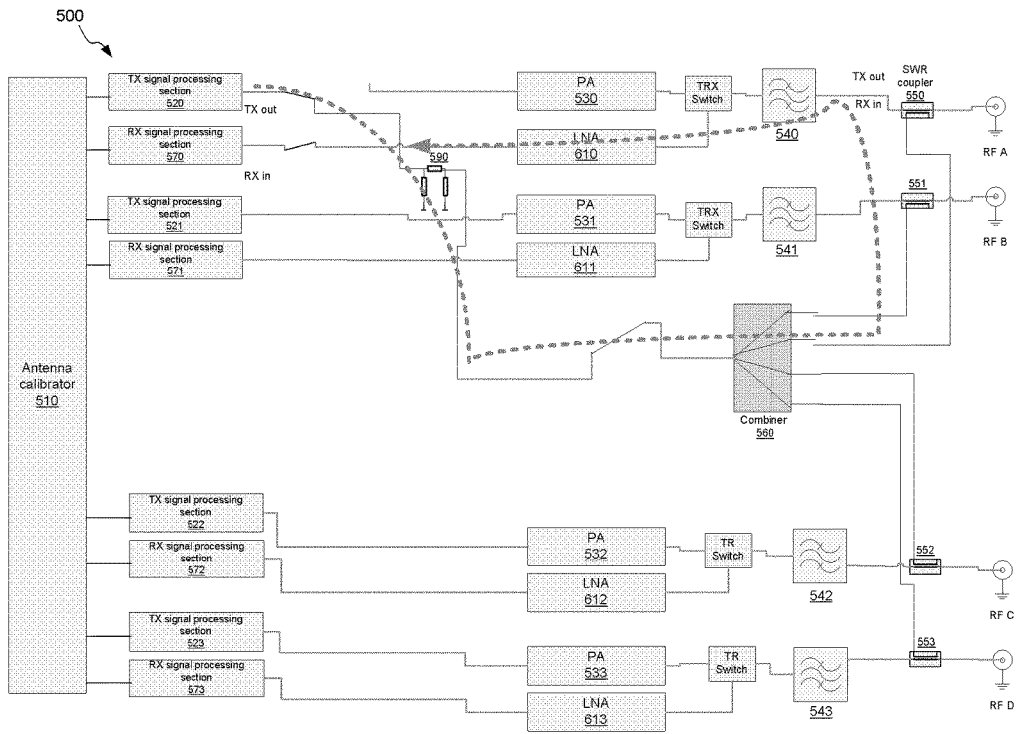 500
TX signal processing
section
520
TX out
RX signal processing
section
570
RX in
590
PA
530
TRX
Switch
540
TX out
RX in
SWR
coupler
550
RF A
LNA
610
TX signal processing
section
521
RX signal processing
section
571
PA
531
TRX
Switch
541
551
RF B
LNA
611
Antenna
calibrator
510
Combiner
560
TX signal processing
section
522
RX signal processing
section
572
PA
532
TR
Switch
542
552
RF C
LNA
612
TX signal processing
section
523
RX signal processing
section
573
PA
533
TR
Switch
543
553
RF D
LNA
613